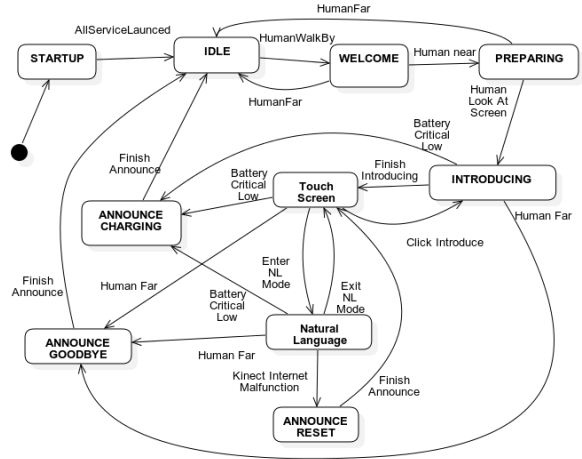 HumanFar
AllServiceLaunced
HumanWalkBy
STARTUP
IDLE
WELCOME
Human near
PREPARING
HumanFar
Human
Look At
Screen
Battery
Critical
Low
Finish
Announce
Battery
Critical
Low
Touch
Screen
Finish
Introducing
INTRODUCING
ANNOUNCE
CHARGING
Human Far
Click Introduce
Enter
NL
Mode
Exit
NL
Mode
Finish
Announce
Human Far
Battery
Critical
Low
Natural
Language
ANNOUNCE
GOODBYE
Human Far
Kinect Internet
Malfunction
Finish
Announce
ANNOUNCE
RESET